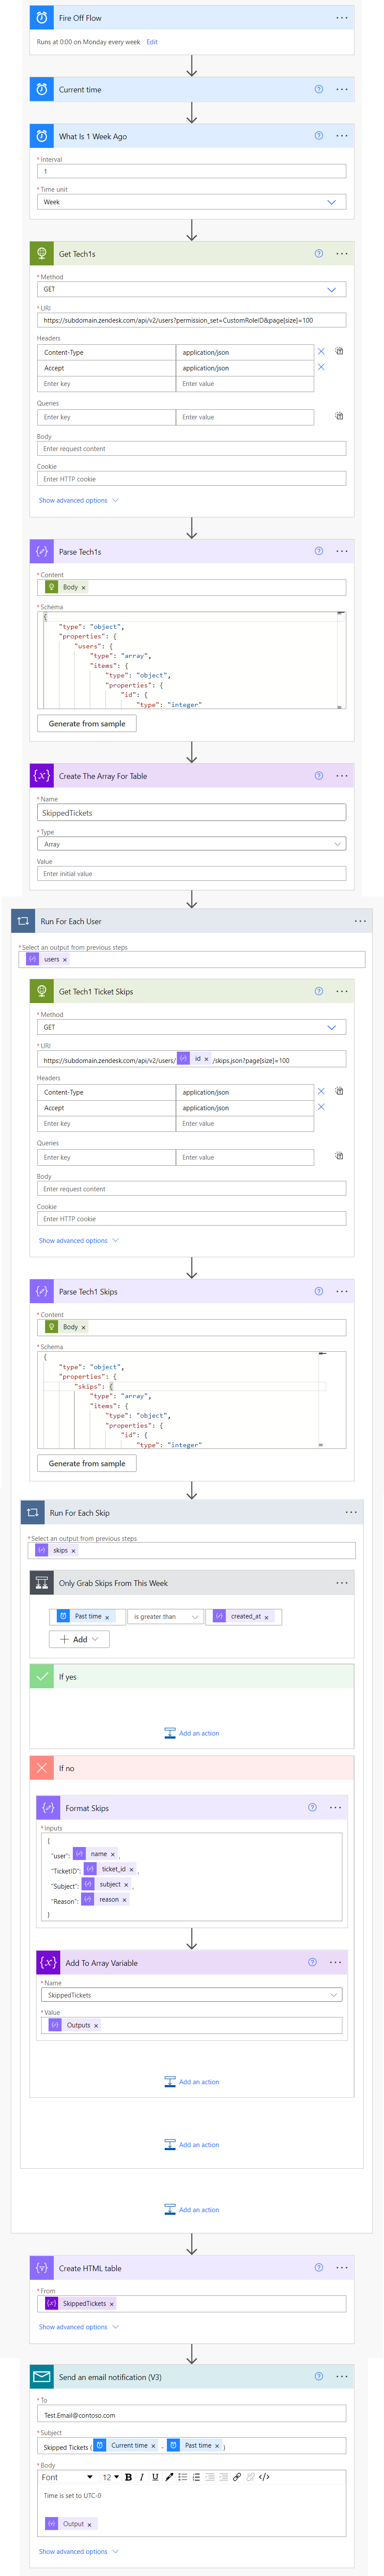 Fire Off Flow
Runs at 0:00 on Monday every week Edit
Current time
What Is 1 Week Ago
* Interval
1
* Time unit
Week
Get Tech1s
* Method
GET
* URI
https://subdomain.zendesk.com/api/v2/users?permission_set=CustomRoleID&page[size]=100
Headers
Content-Type application/json
Accept application/json
Enter key Enter value
Queries
Enter key Enter value
Body
Enter request content
Cookie
Enter HTTP cookie
Show advanced options
Parse Tech1s
* Content
Body
* Schema
{
"type": "object",
"properties": {
"users": {
"type": "array",
"items": {
"type": "object",
"properties": {
"id": {
"type": "integer"
Generate from sample
Create The Array For Table
* Name
SkippedTickets
* Type
Array
Value
Enter initial value
Run For Each User
* Select an output from previous steps
users
Get Tech1 Ticket Skips
* Method
GET
* URI
https://subdomain.zendesk.com/api/v2/users/ id /skips.json?page[size]=100
Headers
Content-Type application/json
Accept application/json
Enter key Enter value
Queries
Enter key Enter value
Body
Enter request content
Cookie
Enter HTTP cookie
Show advanced options
Parse Tech1 Skips
* Content
Body
* Schema
{
"type": "object",
"properties": {
"skips": {
"type": "array",
"items": {
"type": "object",
"properties": {
"id": {
"type": "integer"
Generate from sample
Run For Each Skip
* Select an output from previous steps
skips
Only Grab Skips From This Week
Past time is greater than created_at
Add
If yes
Add an action
If no
Format Skips
* Inputs
{
"user": name ,
"TicketID": ticket_id ,
"Subject": subject ,
"Reason": reason
}
Add To Array Variable
* Name
SkippedTickets
* Value
Outputs
Add an action
Add an action
Add an action
Create HTML table
* From
SkippedTickets
Show advanced options
Send an email notification (V3)
* To
Test.Email@contoso.com
* Subject
Skipped Tickets ( Current time - Past time )
* Body
Font 12 B I U </>
Time is set to UTC-0
Output
Show advanced options